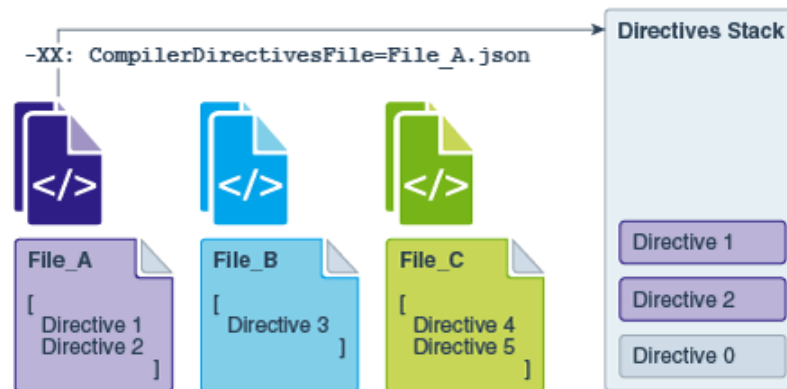 Directives Stack
-XX: CompilerDirectivesFile=File_A.json
</>
</>
</>
File_A
[
Directive 1
Directive 2
]
File_B
[
Directive 3
]
File_C
[
Directive 4
Directive 5
]
Directive 1
Directive 2
Directive 0